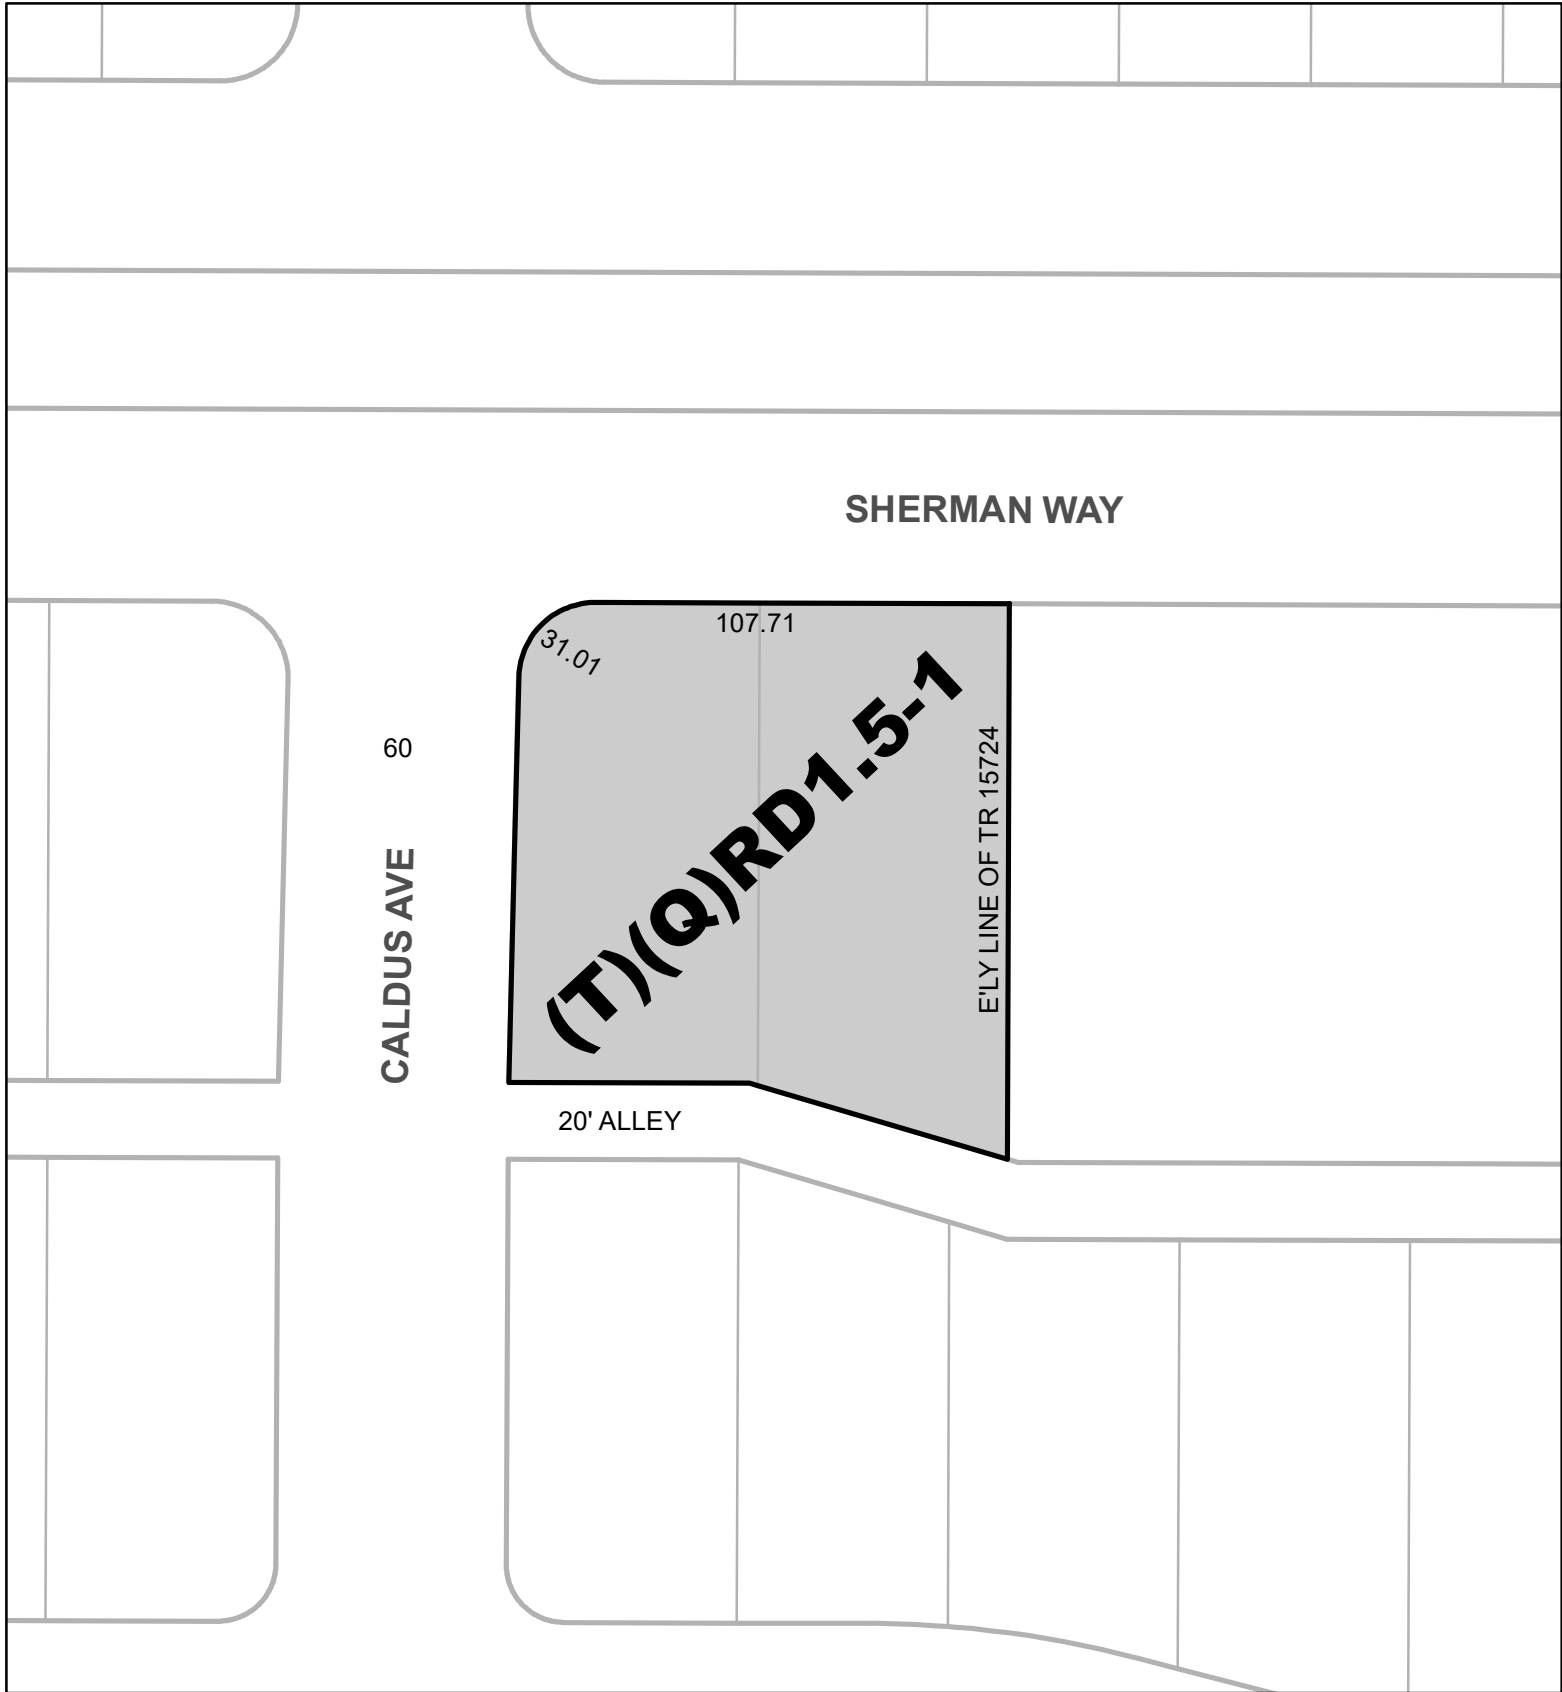 SHERMAN WAY
107.71
31.01
60
(T)(Q)RD1.5-1
E'LY LINE OF TR 15724
CALDUS AVE
20' ALLEY